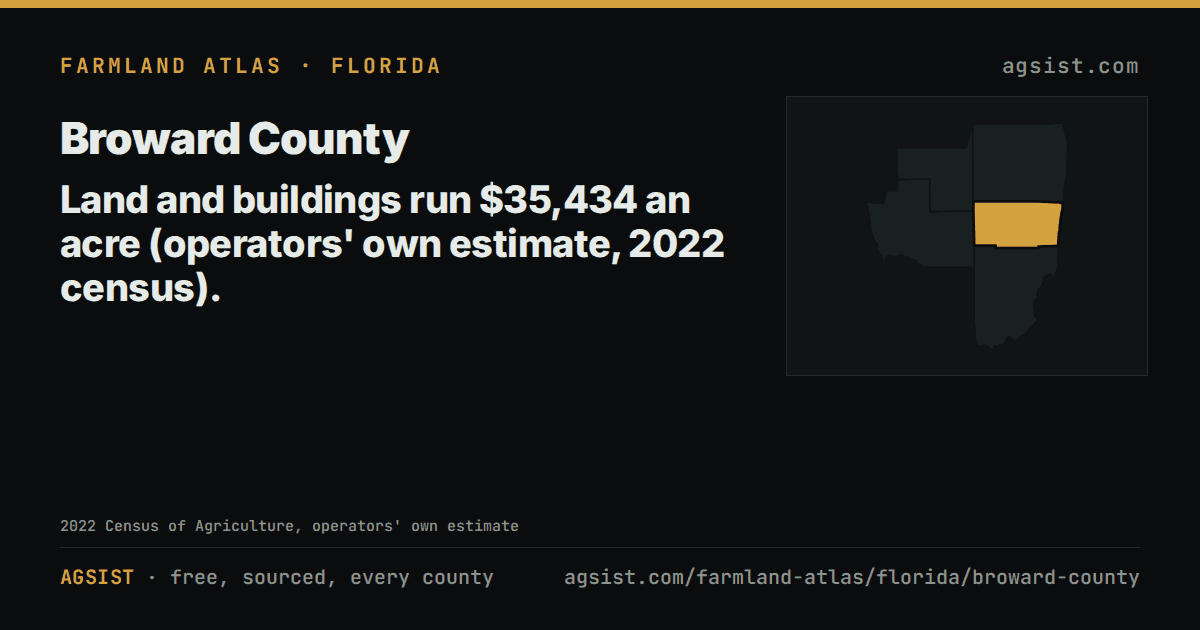 FARMLAND ATLAS · FLORIDA
agsist.com
Broward County
Land and buildings run $35,434 an
acre (operators' own estimate, 2022
census).
2022 Census of Agriculture, operators' own estimate
AGSIST · free, sourced, every county
agsist.com/farmland-atlas/florida/broward-county